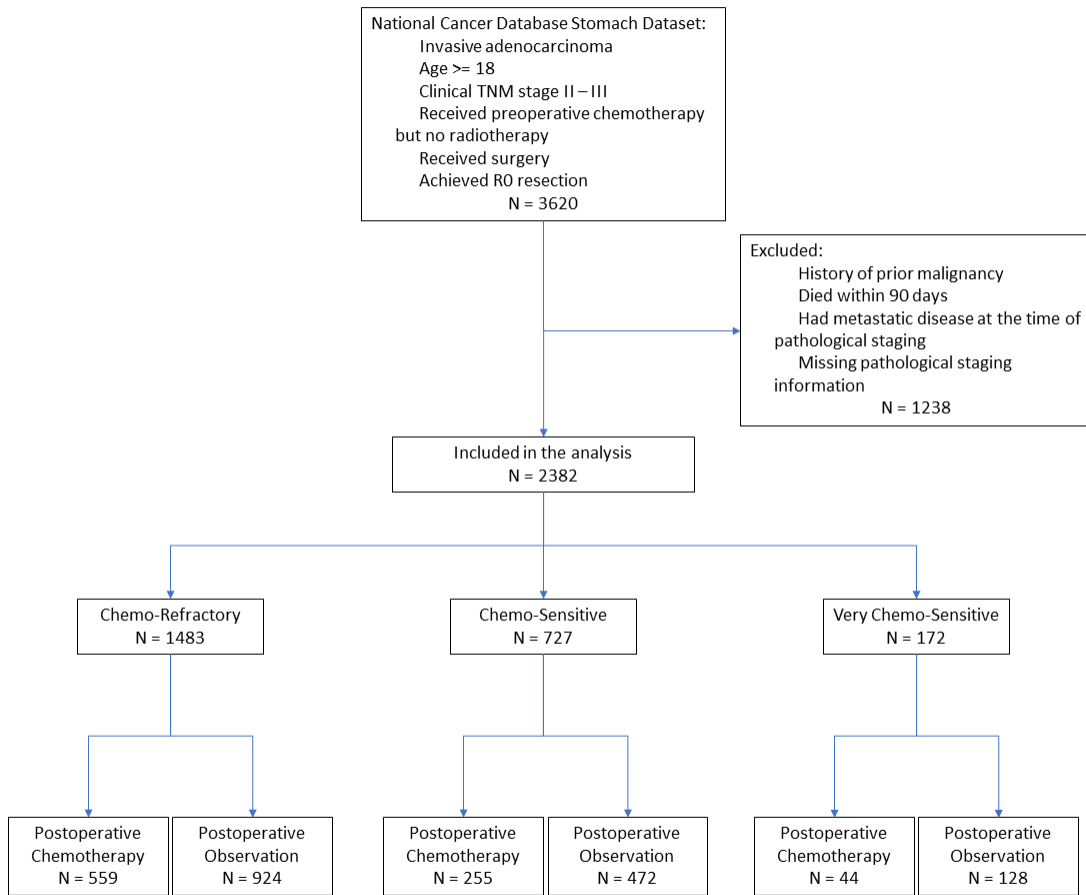 National Cancer Database Stomach Dataset:
Invasive adenocarcinoma
Age >= 18
Clinical TNM stage II – III
Received preoperative chemotherapy
but no radiotherapy
Received surgery
Achieved R0 resection
N = 3620
Excluded:
History of prior malignancy
Died within 90 days
Had metastatic disease at the time of
pathological staging
Missing pathological staging
information
N = 1238
Included in the analysis
N = 2382
Chemo-Refractory
N = 1483
Chemo-Sensitive
N = 727
Very Chemo-Sensitive
N = 172
Postoperative
Chemotherapy
N = 559
Postoperative
Observation
N = 924
Postoperative
Chemotherapy
N = 255
Postoperative
Observation
N = 472
Postoperative
Chemotherapy
N = 44
Postoperative
Observation
N = 128